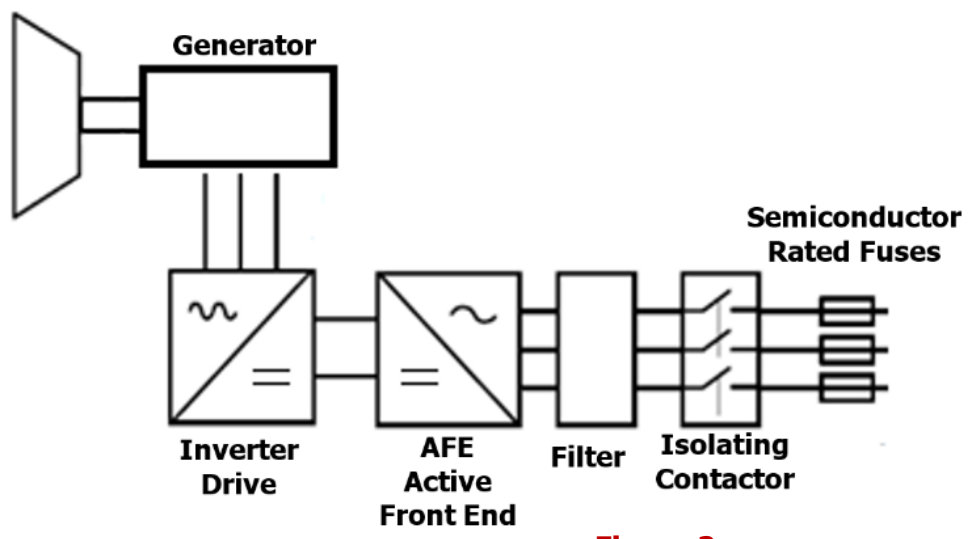 Generator
Semiconductor
Rated Fuses
Inverter
Drive
AFE
Active
Front End
Filter
Isolating
Contactor